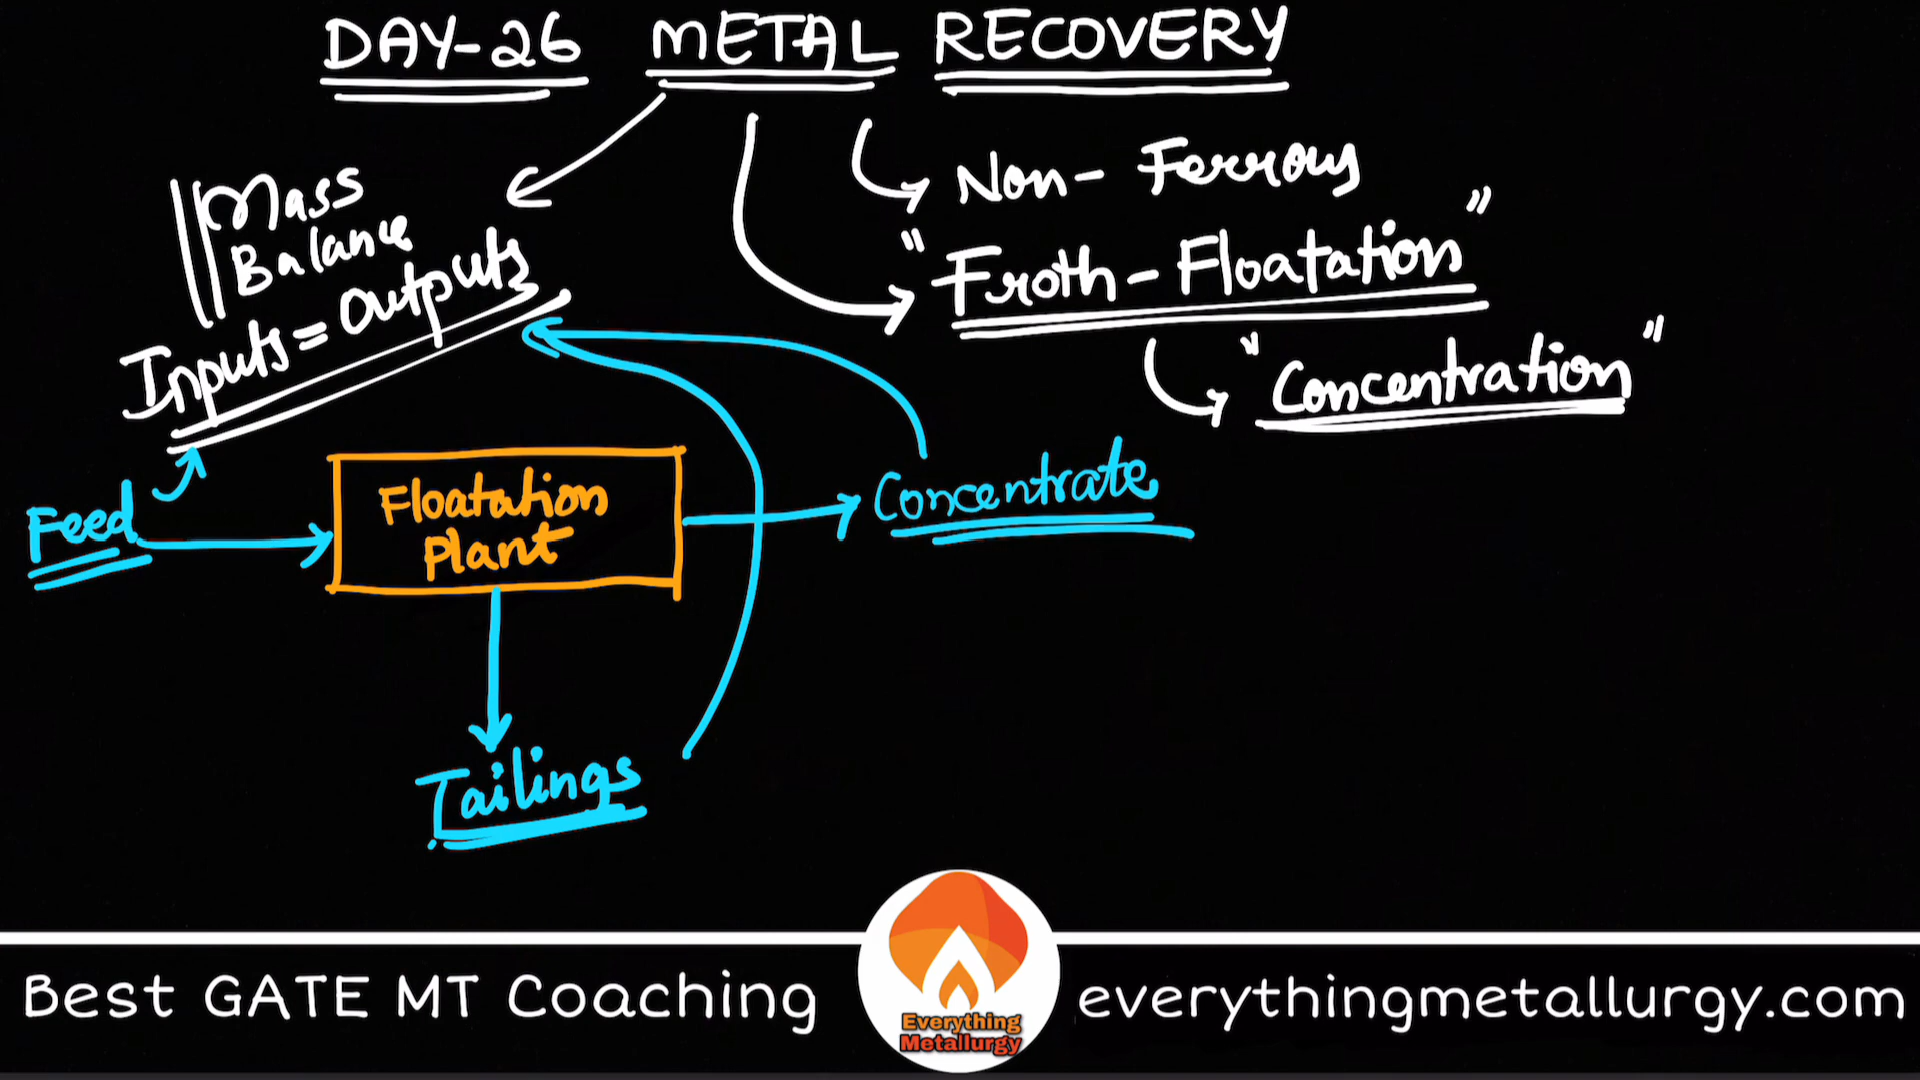 DAY-26 METAL RECOVERY
Mass
Balance
Inputs = Outputs
Non-Ferrous
"Froth-Floatation"
"Concentration"
Feed
Floatation
Plant
Concentrate
Tailings
Best GATE MT Coaching
Everything
Metallurgy
everythingmetallurgy.com